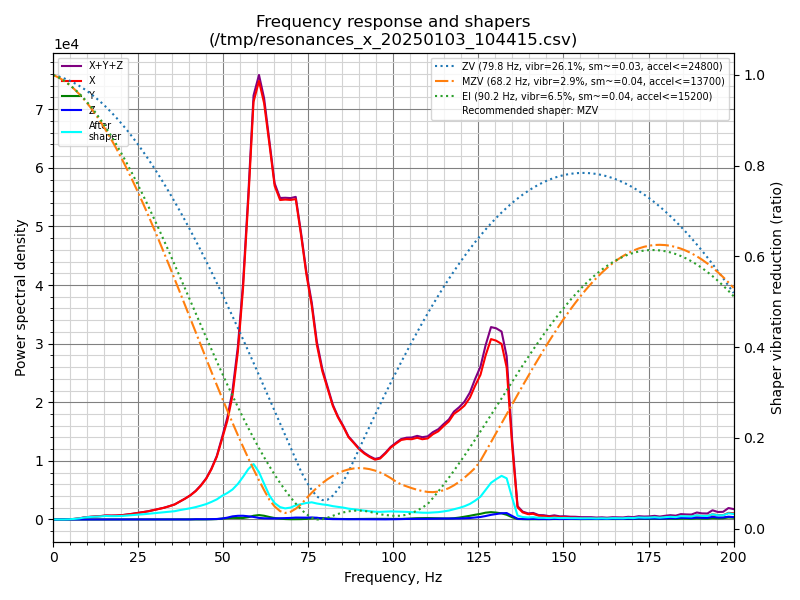 Frequency response and shapers
(/tmp/resonances_x_20250103_104415.csv)
1e4
X+Y+Z
X
Y
Z
After
shaper
ZV (79.8 Hz, vibr=26.1%, sm~=0.03, accel<=24800)
MZV (68.2 Hz, vibr=2.9%, sm~=0.04, accel<=13700)
EI (90.2 Hz, vibr=6.5%, sm~=0.04, accel<=15200)
Recommended shaper: MZV
Power spectral density
7
6
5
4
3
2
1
0
1.0
0.8
0.6
0.4
0.2
0.0
Shaper vibration reduction (ratio)
0
25
50
75
100
125
150
175
200
Frequency, Hz